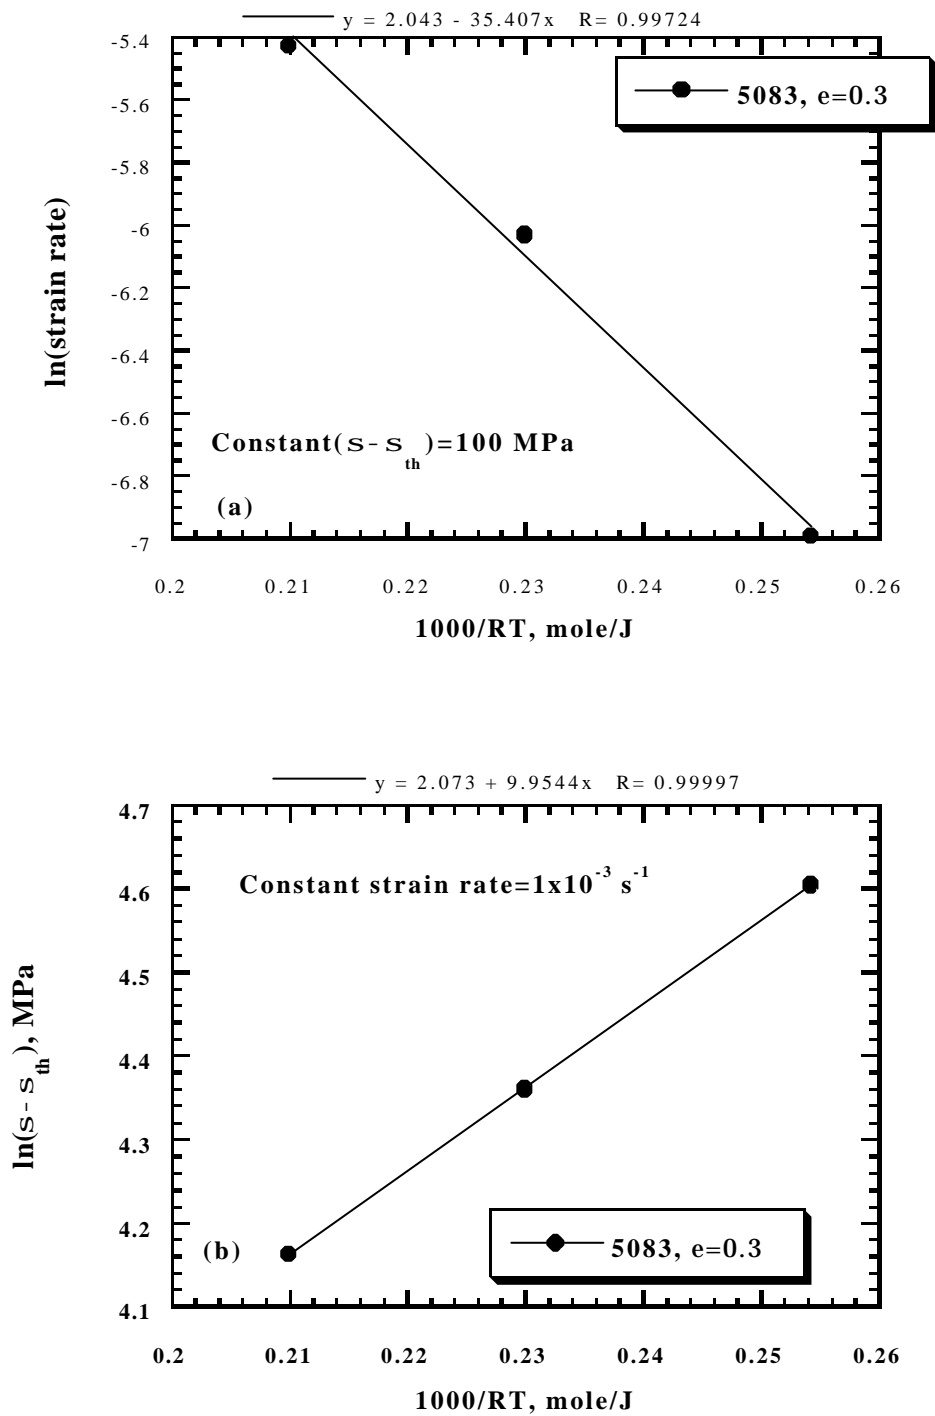 y = 2.043 - 35.407x R= 0.99724
-5.4
5083, e=0.3
-5.6
-5.8
-6
-6.2
-6.4
-6.6
-6.8
-7
ln(strain rate)
Constant(s- s th)=100 MPa
(a)
0.2 0.21 0.22 0.23 0.24 0.25 0.26
1000/RT, mole/J
y = 2.073 + 9.9544x R= 0.99997
4.7
4.6
4.5
4.4
4.3
4.2
4.1
ln(s- s th), MPa
Constant strain rate=1x10-3 s-1
(b)
5083, e=0.3
0.2 0.21 0.22 0.23 0.24 0.25 0.26
1000/RT, mole/J